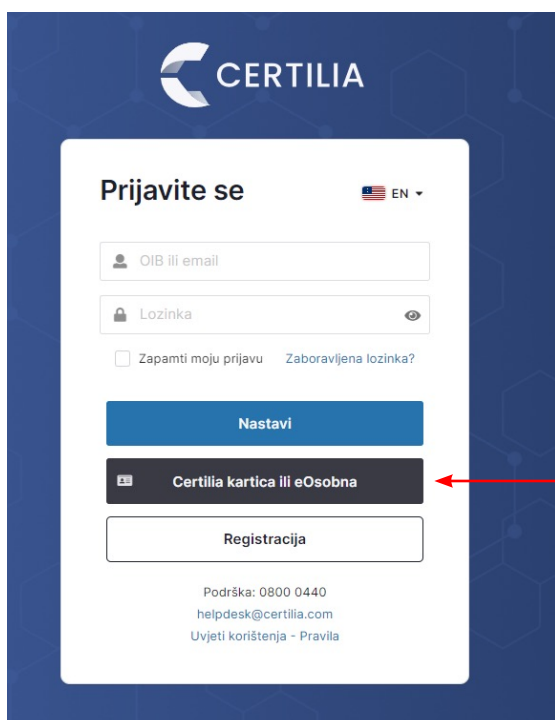 CERTILIA
Prijavite se
EN
OIB ili email
Lozinka
Zapamti moju prijavu Zaboravljena lozinka?
Nastavi
Certilia kartica ili eOsobna
Registracija
Podrška: 0800 0440
helpdesk@certilia.com
Uvjeti korištenja - Pravila